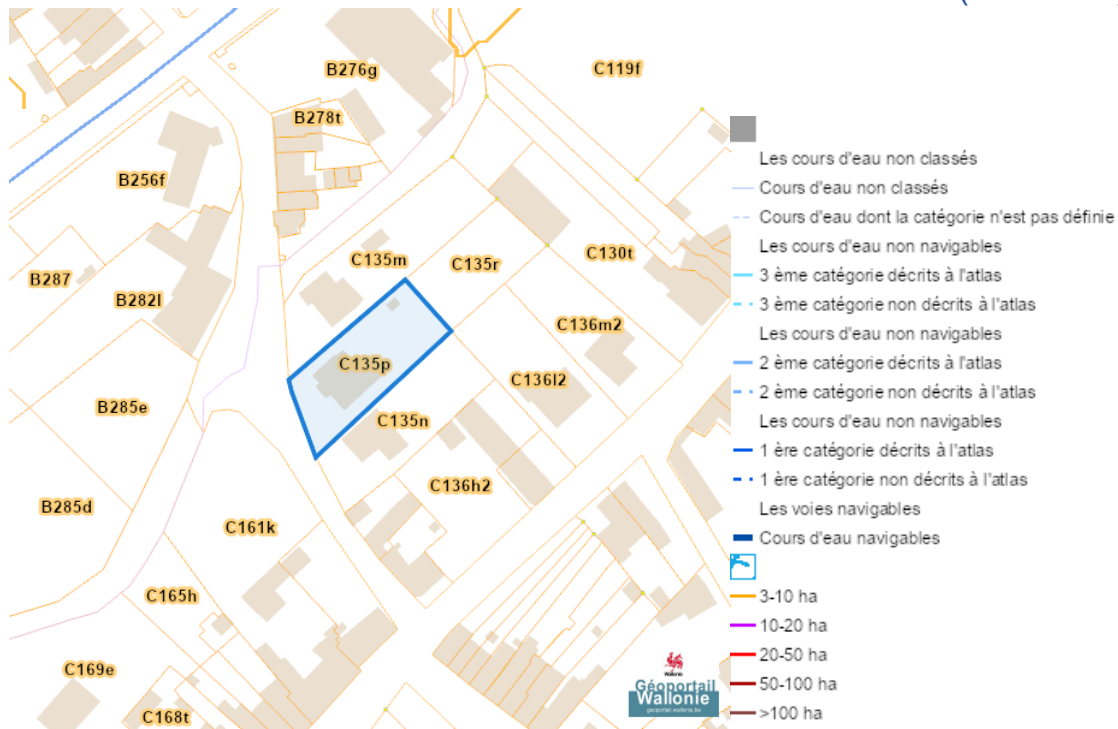 B276g
C119f
B278t
B256f
C135m
C135r
C130t
B287
B282l
C136m2
C135p
C136l2
B285e
C135n
C136h2
B285d
C161k
C165h
C169e
C168t
Wallonie
Géoportail
Wallonie
geoportail.wallonie.be
Les cours d'eau non classés
Cours d'eau non classés
Cours d'eau dont la catégorie n'est pas définie
Les cours d'eau non navigables
3 ème catégorie décrits à l'atlas
3 ème catégorie non décrits à l'atlas
Les cours d'eau non navigables
2 ème catégorie décrits à l'atlas
2 ème catégorie non décrits à l'atlas
Les cours d'eau non navigables
1 ère catégorie décrits à l'atlas
1 ère catégorie non décrits à l'atlas
Les voies navigables
Cours d'eau navigables
3-10 ha
10-20 ha
20-50 ha
50-100 ha
>100 ha